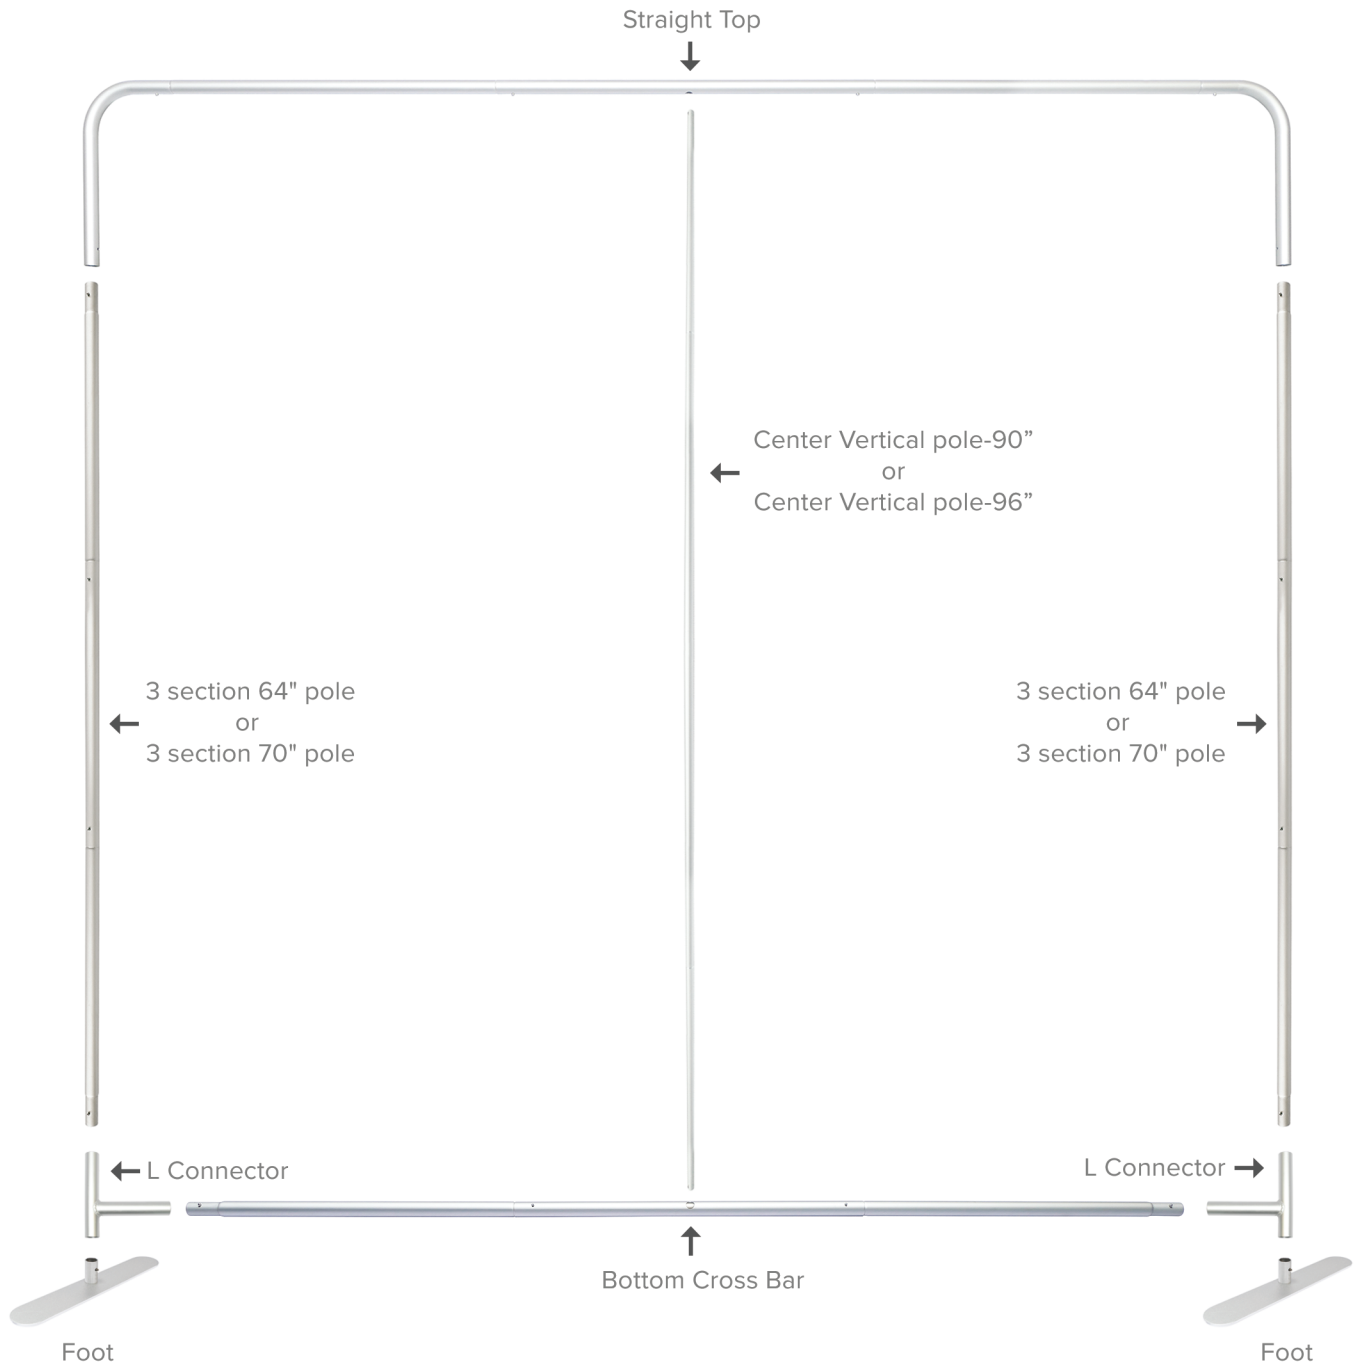 Straight Top
Center Vertical pole-90”
or
Center Vertical pole-96”
3 section 64" pole
or
3 section 70" pole
3 section 64" pole
or
3 section 70" pole
L Connector
L Connector
Bottom Cross Bar
Foot
Foot